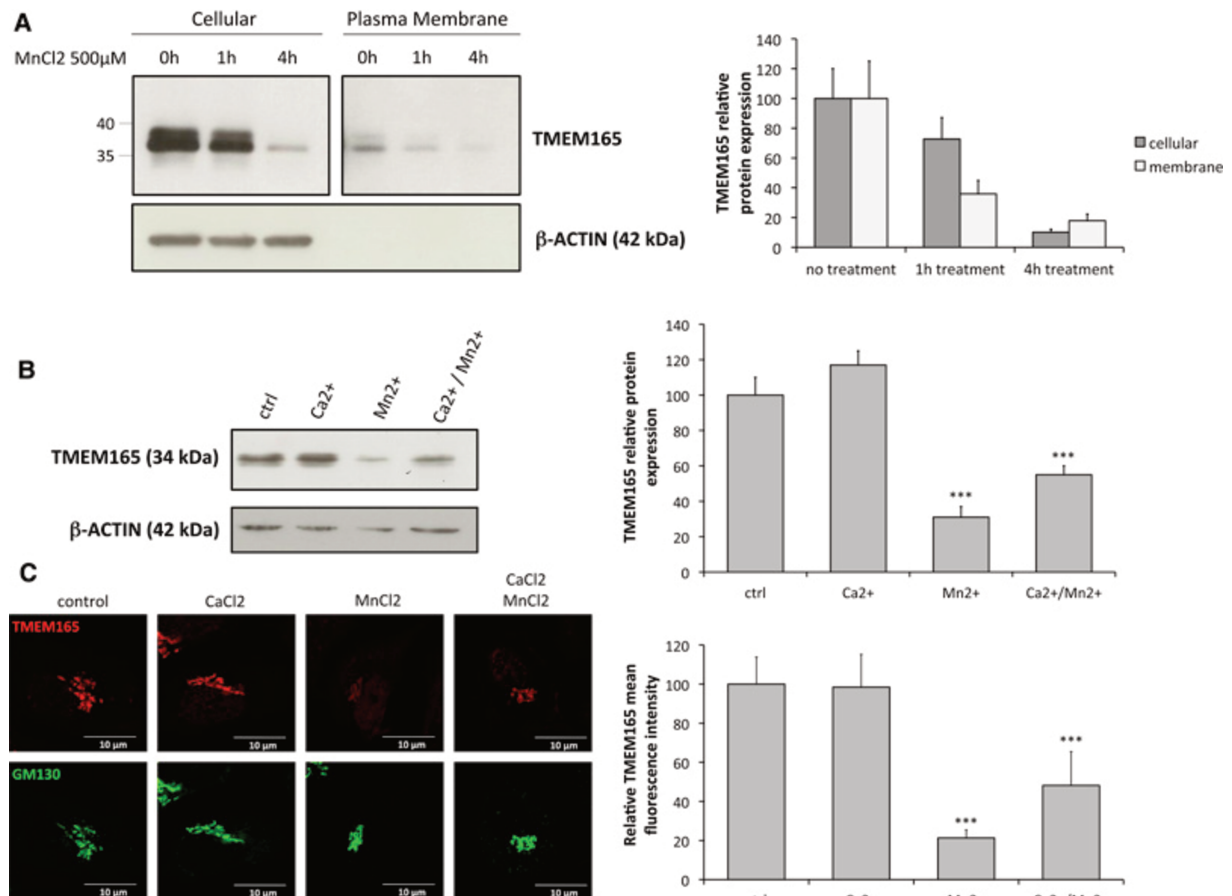 A
Cellular
Plasma Membrane
MnCl2 500µM
0h 1h 4h
0h 1h 4h
40
35
TMEM165
β-ACTIN (42 kDa)
140
120
100
80
60
40
20
0
TMEM165 relative
protein expression
no treatment 1h treatment 4h treatment
cellular
membrane
B
ctrl
Ca2+
Mn2+
Ca2+ / Mn2+
TMEM165 (34 kDa)
β-ACTIN (42 kDa)
140
120
100
80
60
40
20
0
TMEM165 relative protein
expression
***
***
ctrl Ca2+ Mn2+ Ca2+/Mn2+
C
control
CaCl2
MnCl2
CaCl2
MnCl2
TMEM165
10 µm
10 µm
10 µm
10 µm
GM130
10 µm
10 µm
10 µm
10 µm
120
100
80
60
40
20
0
Relative TMEM165 mean
fluorescence intensity
***
***